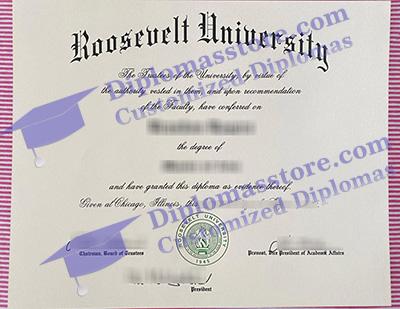 Roosevelt University
The Trustees of the University, by virtue of
the authority vested in them and upon recommendation
of the Faculty, have conferred on
the degree of
and have granted this diploma as evidence thereof.
Given at Chicago, Illinois, this
ROOSEVELT UNIVERSITY
1945
Chairman, Board of Trustees
Provost, Vice President of Academic Affairs
President
Diplomasstore.com
Customized Diplomas
Diplomasstore.com
Customized Diplomas